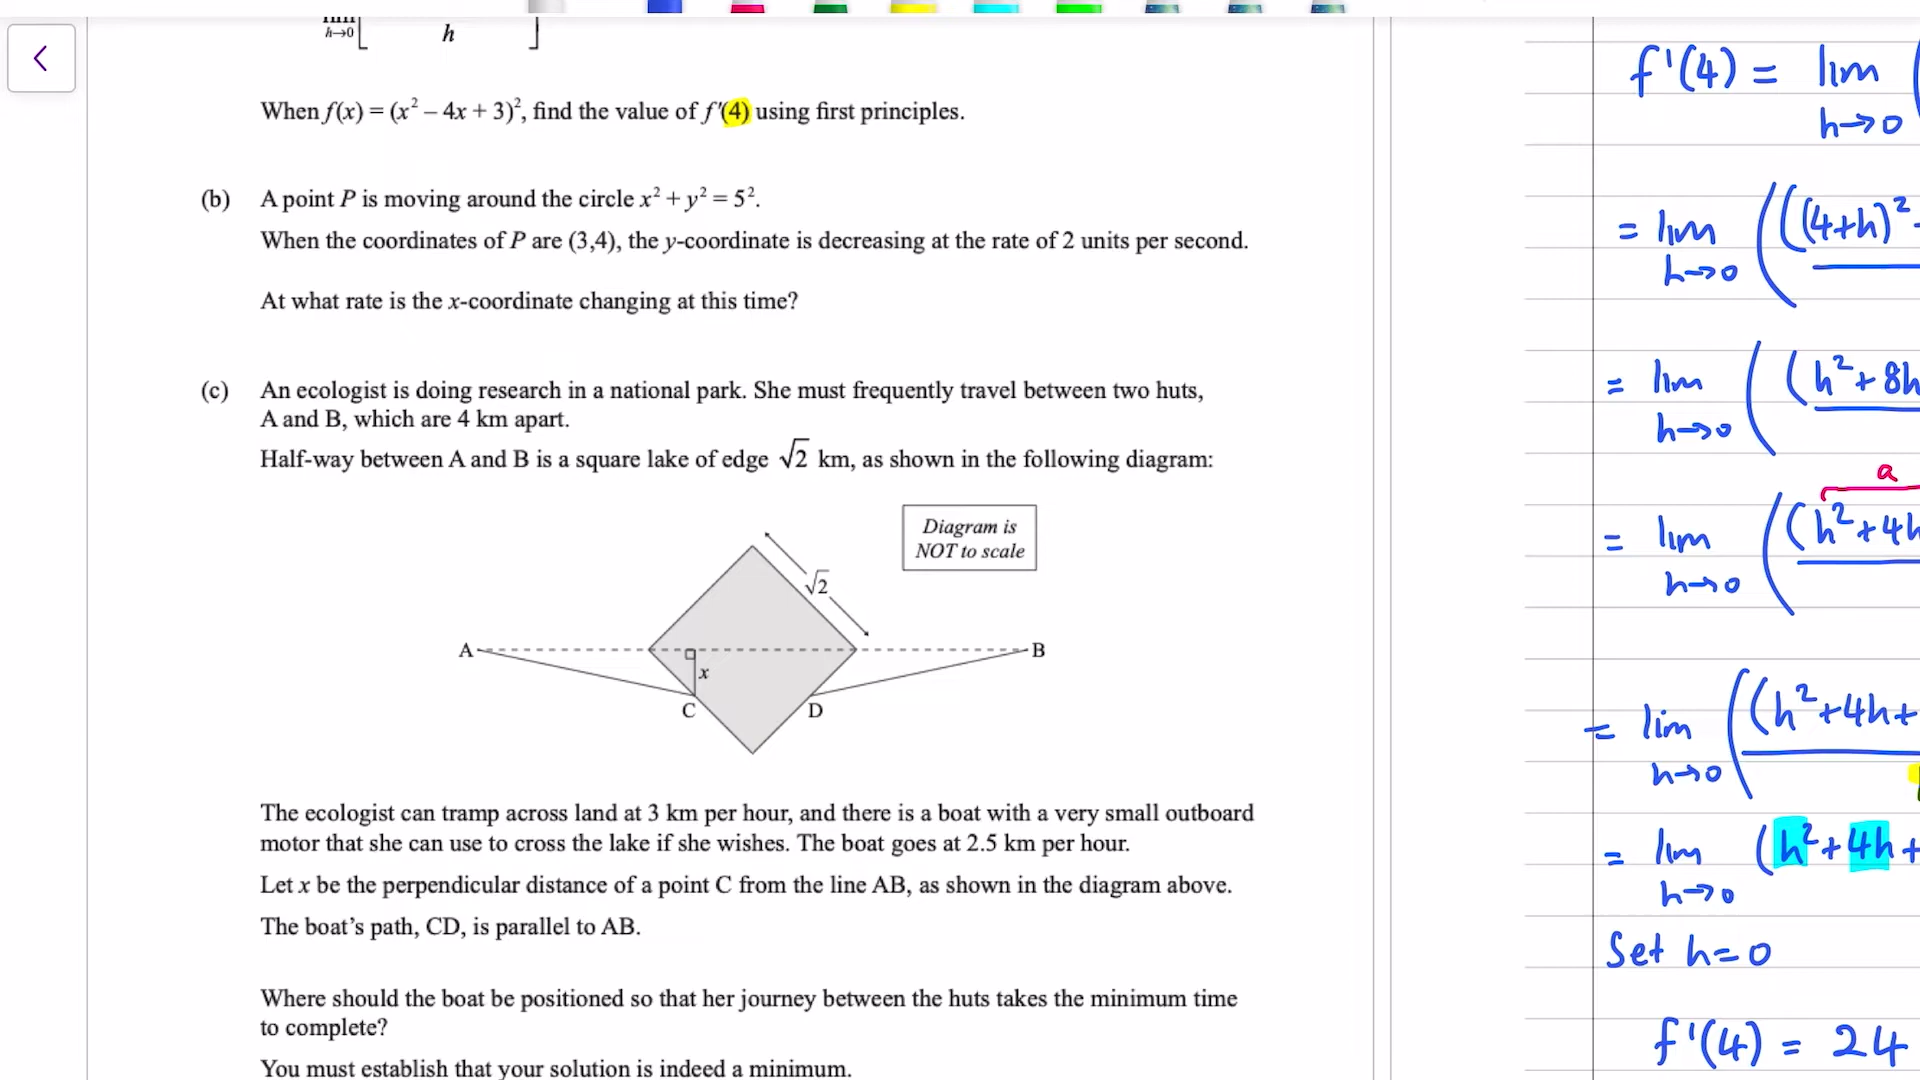 h→0 h
When f(x) = (x² – 4x + 3)², find the value of f′(4) using first principles.
(b) A point P is moving around the circle x² + y² = 5².
When the coordinates of P are (3,4), the y-coordinate is decreasing at the rate of 2 units per second.
At what rate is the x-coordinate changing at this time?
(c) An ecologist is doing research in a national park. She must frequently travel between two huts,
A and B, which are 4 km apart.
Half-way between A and B is a square lake of edge √2 km, as shown in the following diagram:
Diagram is
NOT to scale
√2
A
B
x
C
D
The ecologist can tramp across land at 3 km per hour, and there is a boat with a very small outboard
motor that she can use to cross the lake if she wishes. The boat goes at 2.5 km per hour.
Let x be the perpendicular distance of a point C from the line AB, as shown in the diagram above.
The boat’s path, CD, is parallel to AB.
Where should the boat be positioned so that her journey between the huts takes the minimum time
to complete?
You must establish that your solution is indeed a minimum.
f'(4) = lim
h→0
= lim (((4+h)²
h→0
= lim ( (h²+8h
h→0
a
= lim ((h²+4h
h→0
= lim ((h²+4h+
h→0
= lim (h²+4h+
h→0
Set h=0
f'(4) = 24